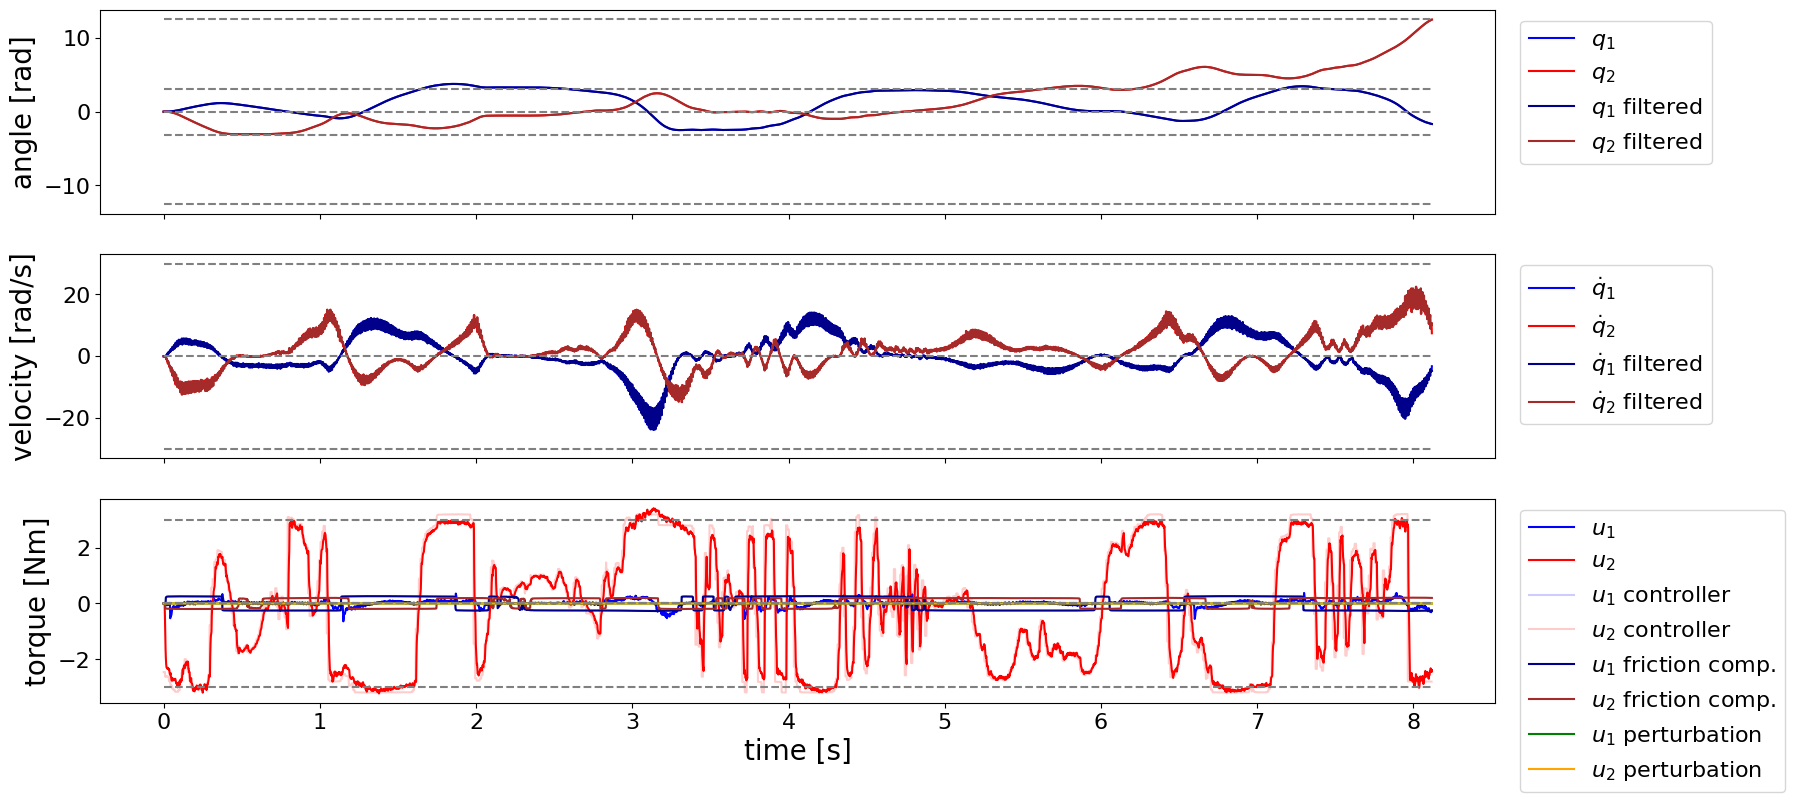 angle [rad]
10
0
−10
q₁
q₂
q₁ filtered
q₂ filtered
velocity [rad/s]
20
0
−20
q̇₁
q̇₂
q̇₁ filtered
q̇₂ filtered
torque [Nm]
2
0
−2
0 1 2 3 4 5 6 7 8
time [s]
u₁
u₂
u₁ controller
u₂ controller
u₁ friction comp.
u₂ friction comp.
u₁ perturbation
u₂ perturbation